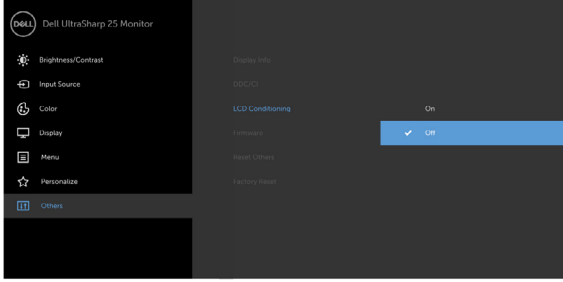 DELL
Dell UltraSharp 25 Monitor
Brightness/Contrast
Input Source
Color
Display
Menu
Personalize
Others
Display Info
DDC/CI
LCD Conditioning
Firmware
Reset Others
Factory Reset
On
Off